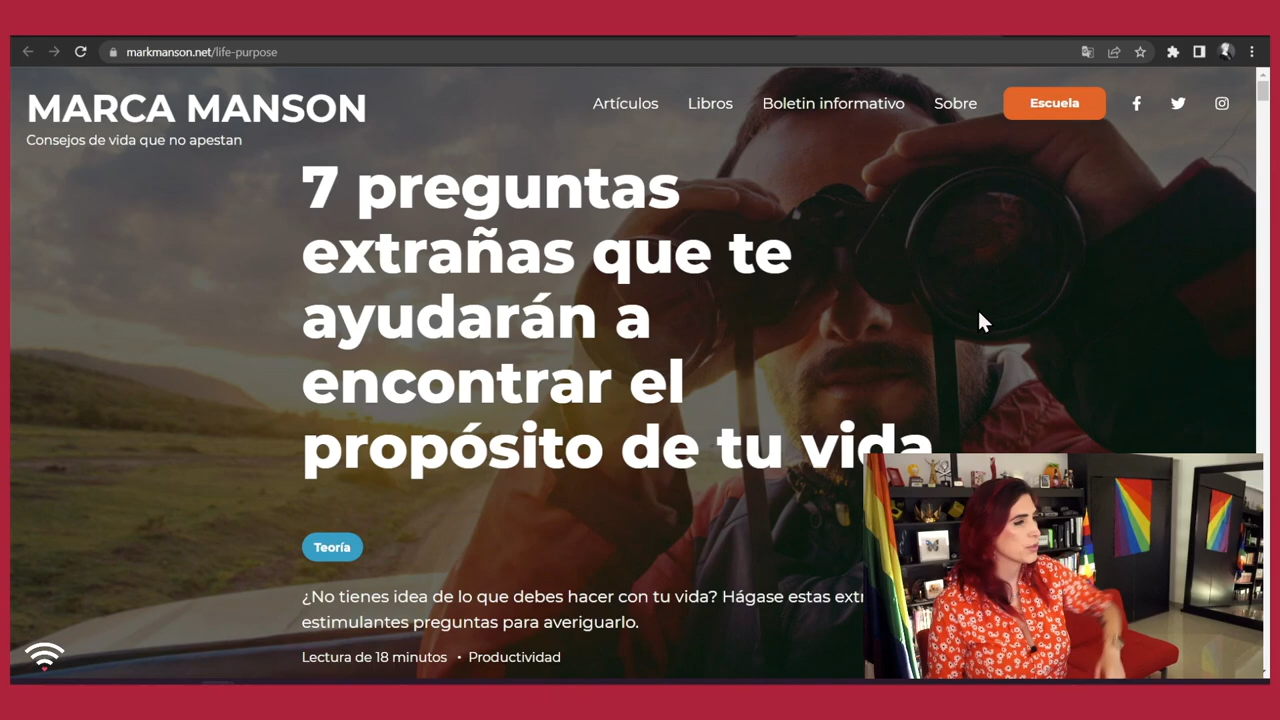 markmanson.net/life-purpose
MARCA MANSON
Consejos de vida que no apestan
Artículos Libros Boletin informativo Sobre Escuela
7 preguntas
extrañas que te
ayudarán a
encontrar el
propósito de tu vida
Teoría
¿No tienes idea de lo que debes hacer con tu vida? Hágase estas
estimulantes preguntas para averiguarlo.
Lectura de 18 minutos • Productividad